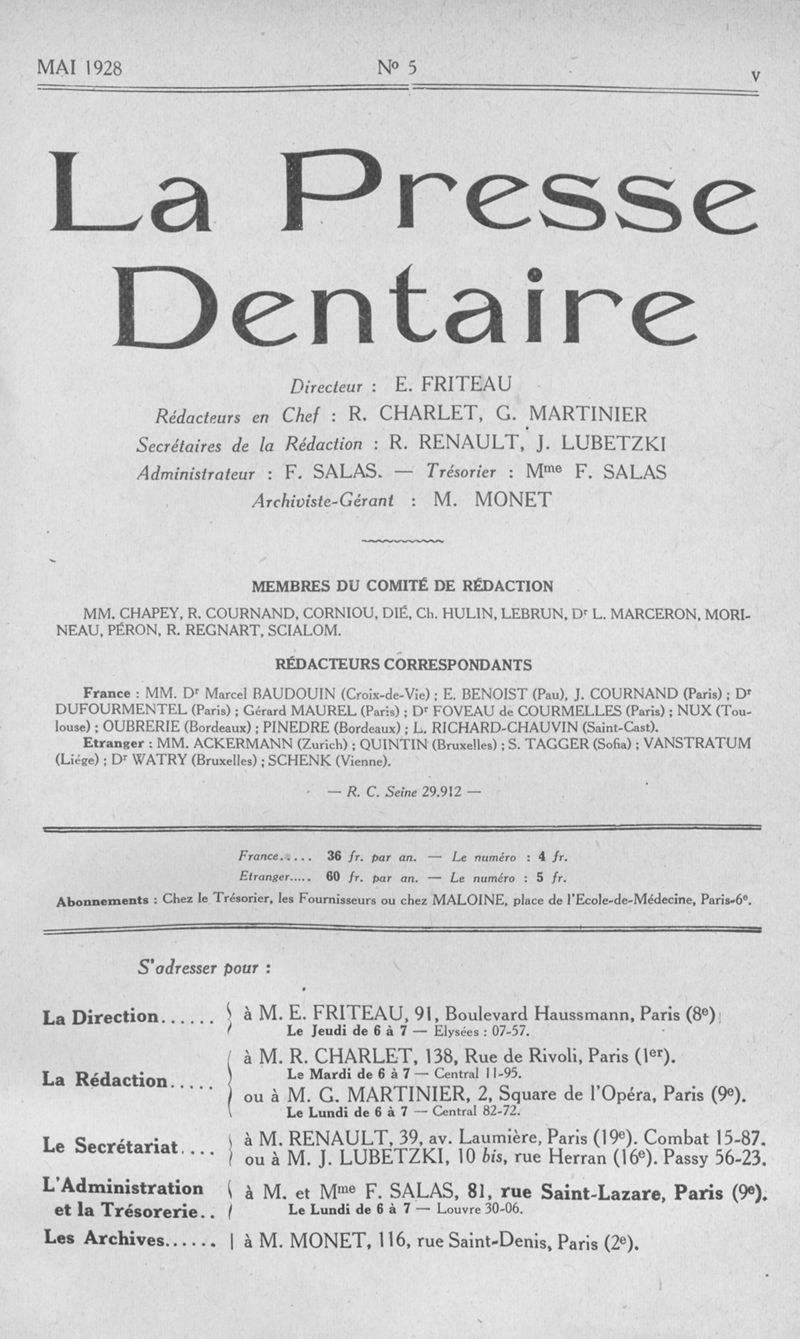 MAI 1928 Nº 5 V
La Presse
Dentaire
Directeur : E. FRITEAU
Rédacteurs en Chef : R. CHARLET, G. MARTINIER
Secrétaires de la Rédaction : R. RENAULT, J. LUBETZKI
Administrateur : F. SALAS. — Trésorier : Mme F. SALAS
Archiviste-Gérant : M. MONET
MEMBRES DU COMITÉ DE RÉDACTION
MM. CHAPEY, R. COURNAND, CORNIOU, DIÉ, Ch. HULIN, LEBRUN, Dr L. MARCERON, MORI-
NEAU, PÉRON, R. REGNART, SCIALOM.
RÉDACTEURS CORRESPONDANTS
France : MM. Dr Marcel BAUDOUIN (Croix-de-Vie) ; E. BENOIST (Pau), J. COURNAND (Paris) ; Dr
DUFOURMENTEL (Paris) ; Gérard MAUREL (Paris) ; Dr FOVEAU de COURMELLES (Paris) ; NUX (Tou-
louse) ; OUBRERIE (Bordeaux) ; PINEDRE (Bordeaux) ; L. RICHARD-CHAUVIN (Saint-Cast).
Etranger : MM. ACKERMANN (Zurich) ; QUINTIN (Bruxelles) ; S. TAGGER (Sofia) ; VANSTRATUM
(Liége) ; Dr WATRY (Bruxelles) ; SCHENK (Vienne).
— R. C. Seine 29.912 —
France..... 36 fr. par an. — Le numéro : 4 fr.
Etranger..... 60 fr. par an. — Le numéro : 5 fr.
Abonnements : Chez le Trésorier, les Fournisseurs ou chez MALOINE, place de l'Ecole-de-Médecine, Paris-6e.
S'adresser pour :
La Direction...... à M. E. FRITEAU, 91, Boulevard Haussmann, Paris (8e)
Le Jeudi de 6 à 7 — Elysées : 07-57.
à M. R. CHARLET, 138, Rue de Rivoli, Paris (1er).
Le Mardi de 6 à 7 — Central 11-95.
La Rédaction.....
ou à M. G. MARTINIER, 2, Square de l'Opéra, Paris (9e).
Le Lundi de 6 à 7 — Central 82-72.
Le Secrétariat.... à M. RENAULT, 39, av. Laumière, Paris (19e). Combat 15-87.
ou à M. J. LUBETZKI, 10 bis, rue Herran (16e). Passy 56-23.
L'Administration à M. et Mme F. SALAS, 81, rue Saint-Lazare, Paris (9e).
et la Trésorerie.. Le Lundi de 6 à 7 — Louvre 30-06.
Les Archives...... à M. MONET, 116, rue Saint-Denis, Paris (2e).